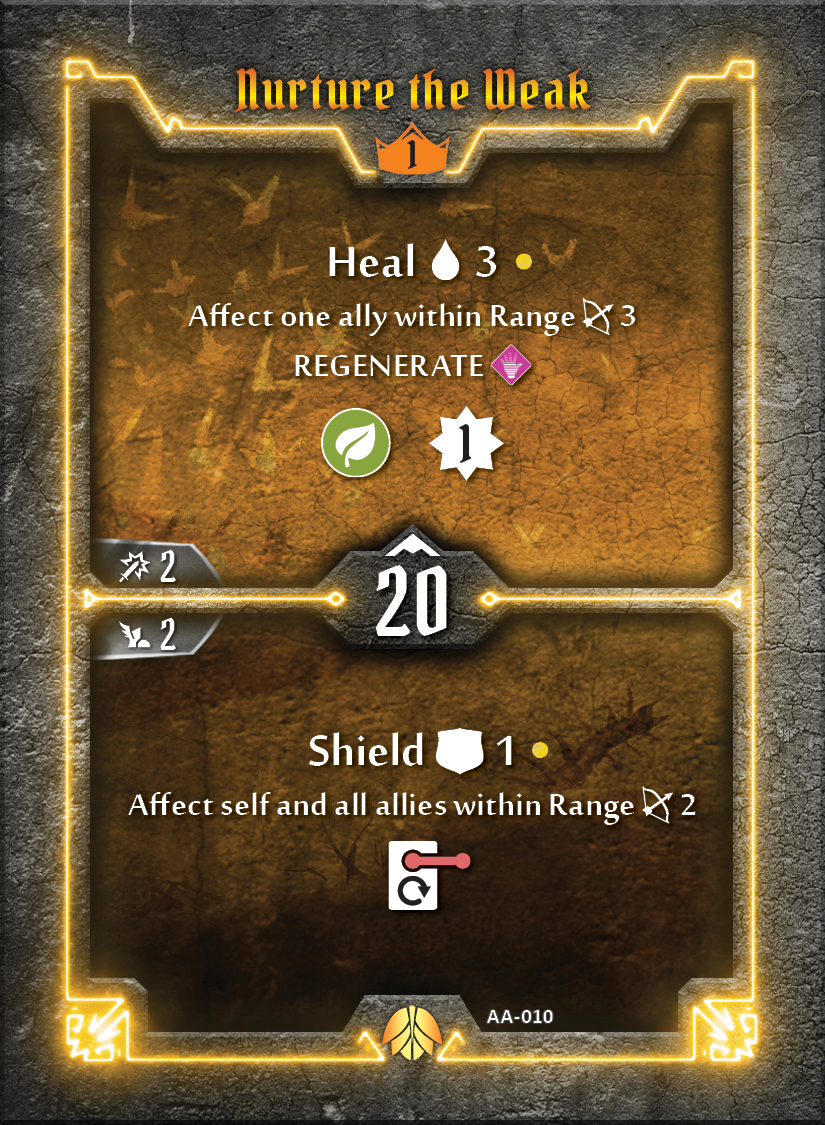 Nurture the Weak
1
Heal 3
Affect one ally within Range 3
REGENERATE
1
2
20
2
Shield 1
Affect self and all allies within Range 2
AA-010